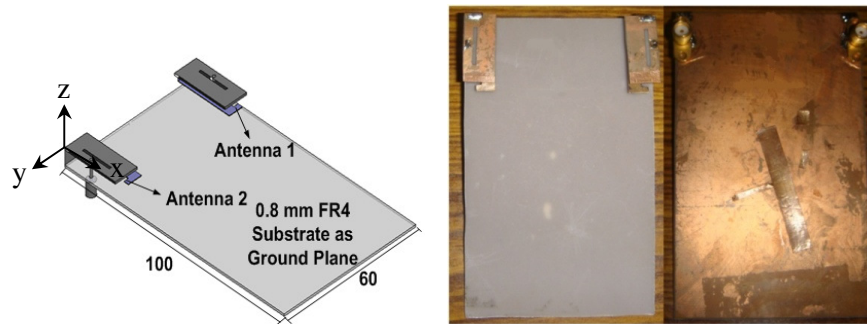 z
y
x
Antenna 1
Antenna 2
0.8 mm FR4
Substrate as
Ground Plane
100
60